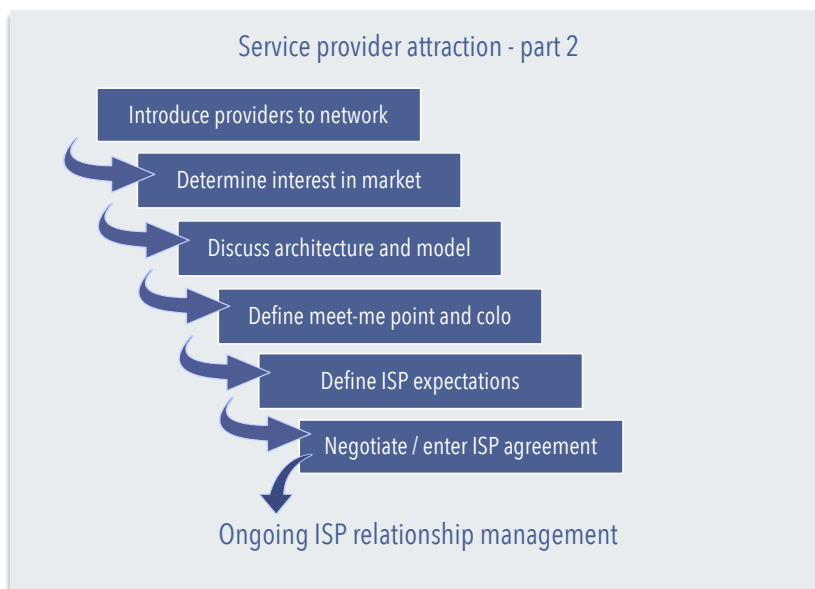 Service provider attraction - part 2
Introduce providers to network
Determine interest in market
Discuss architecture and model
Define meet-me point and colo
Define ISP expectations
Negotiate / enter ISP agreement
Ongoing ISP relationship management